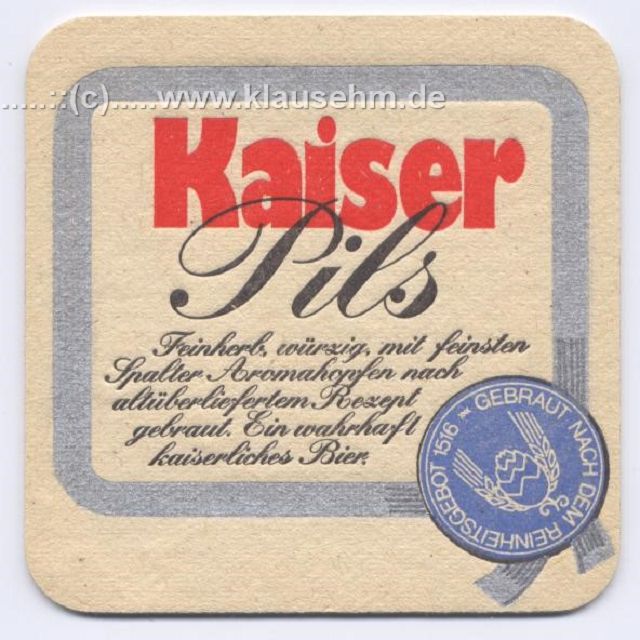 ......::(c).....www.klausehm.de
Kaiser
Pils
Feinherb, würzig, mit feinsten
Spalter Aromahopfen nach
altüberliefertem Rezept
gebraut. Ein wahrhaft
kaiserliches Bier.
GEBRAUT NACH DEM REINHEITSGEBOT 1516 ~